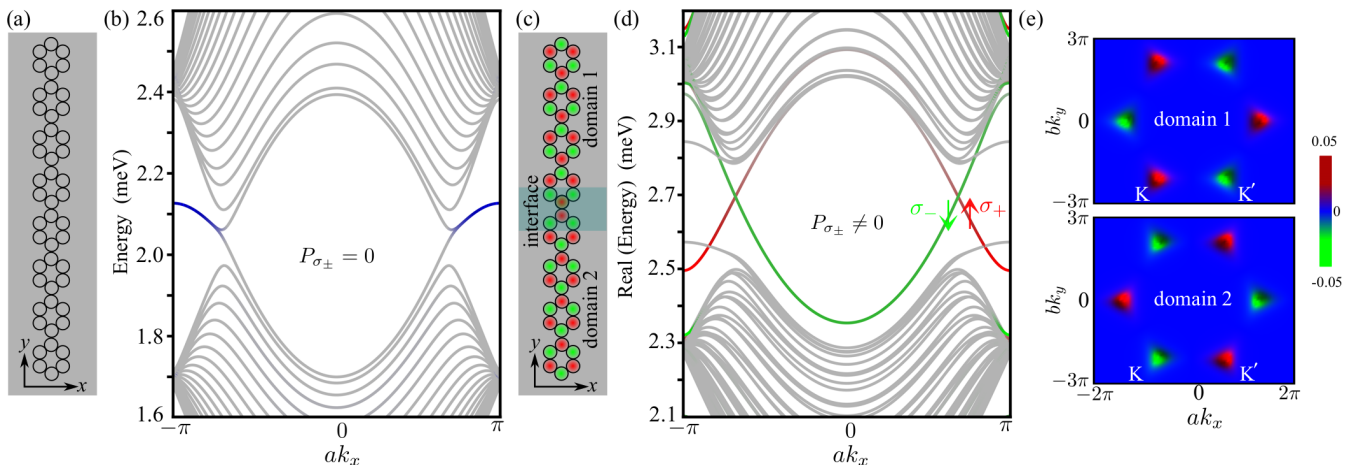 (a)
y
x
(b)
Energy (meV)
2.6
2.4
2.2
2.0
1.8
1.6
P_{σ±} = 0
−π
0
π
ak_x
(c)
domain 1
interface
domain 2
y
x
(d)
Real (Energy) (meV)
3.1
2.9
2.7
2.5
2.3
2.1
σ−
σ+
P_{σ±} ≠ 0
−π
0
π
ak_x
(e)
3π
bk_y
0
−3π
domain 1
K
K′
0.05
0
-0.05
3π
bk_y
0
−3π
domain 2
K
K′
−2π
0
2π
ak_x